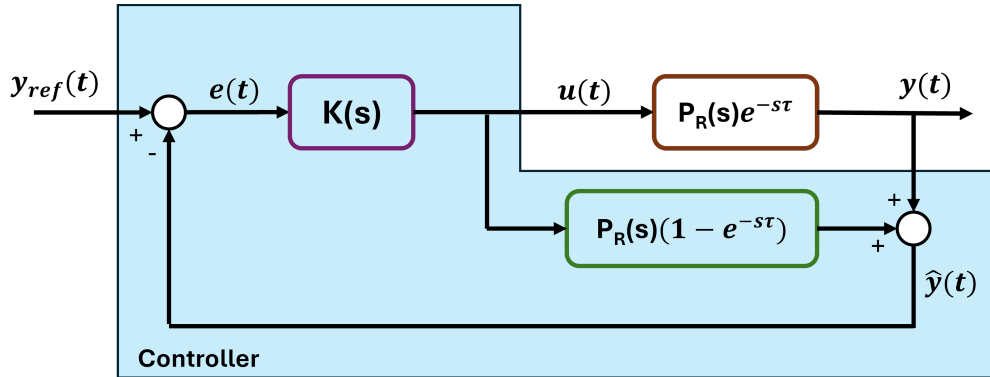 y_ref(t)
e(t)
K(s)
u(t)
P_R(s)e^{-sτ}
y(t)
+
-
P_R(s)(1 − e^{-sτ})
+
+
ŷ(t)
Controller